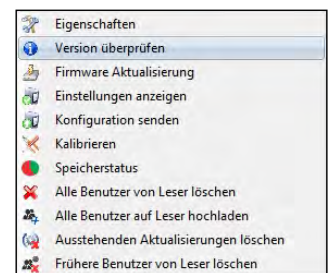 Eigenschaften
Version überprüfen
Firmware Aktualisierung
Einstellungen anzeigen
Konfiguration senden
Kalibrieren
Speicherstatus
Alle Benutzer von Leser löschen
Alle Benutzer auf Leser hochladen
Ausstehenden Aktualisierungen löschen
Frühere Benutzer von Leser löschen